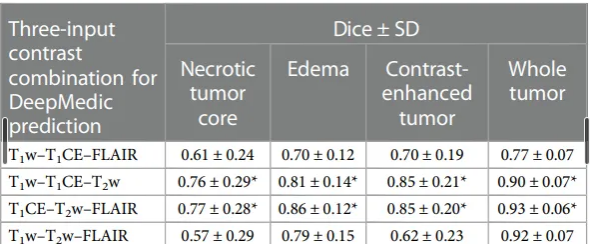 Three-input
contrast
combination for
DeepMedic
prediction
Dice ± SD
Necrotic
tumor
core
Edema
Contrast-
enhanced
tumor
Whole
tumor
T₁w–T₁CE–FLAIR 0.61 ± 0.24 0.70 ± 0.12 0.70 ± 0.19 0.77 ± 0.07
T₁w–T₁CE–T₂w 0.76 ± 0.29* 0.81 ± 0.14* 0.85 ± 0.21* 0.90 ± 0.07*
T₁CE–T₂w–FLAIR 0.77 ± 0.28* 0.86 ± 0.12* 0.85 ± 0.20* 0.93 ± 0.06*
T₁w–T₂w–FLAIR 0.57 ± 0.29 0.79 ± 0.15 0.62 ± 0.23 0.92 ± 0.07